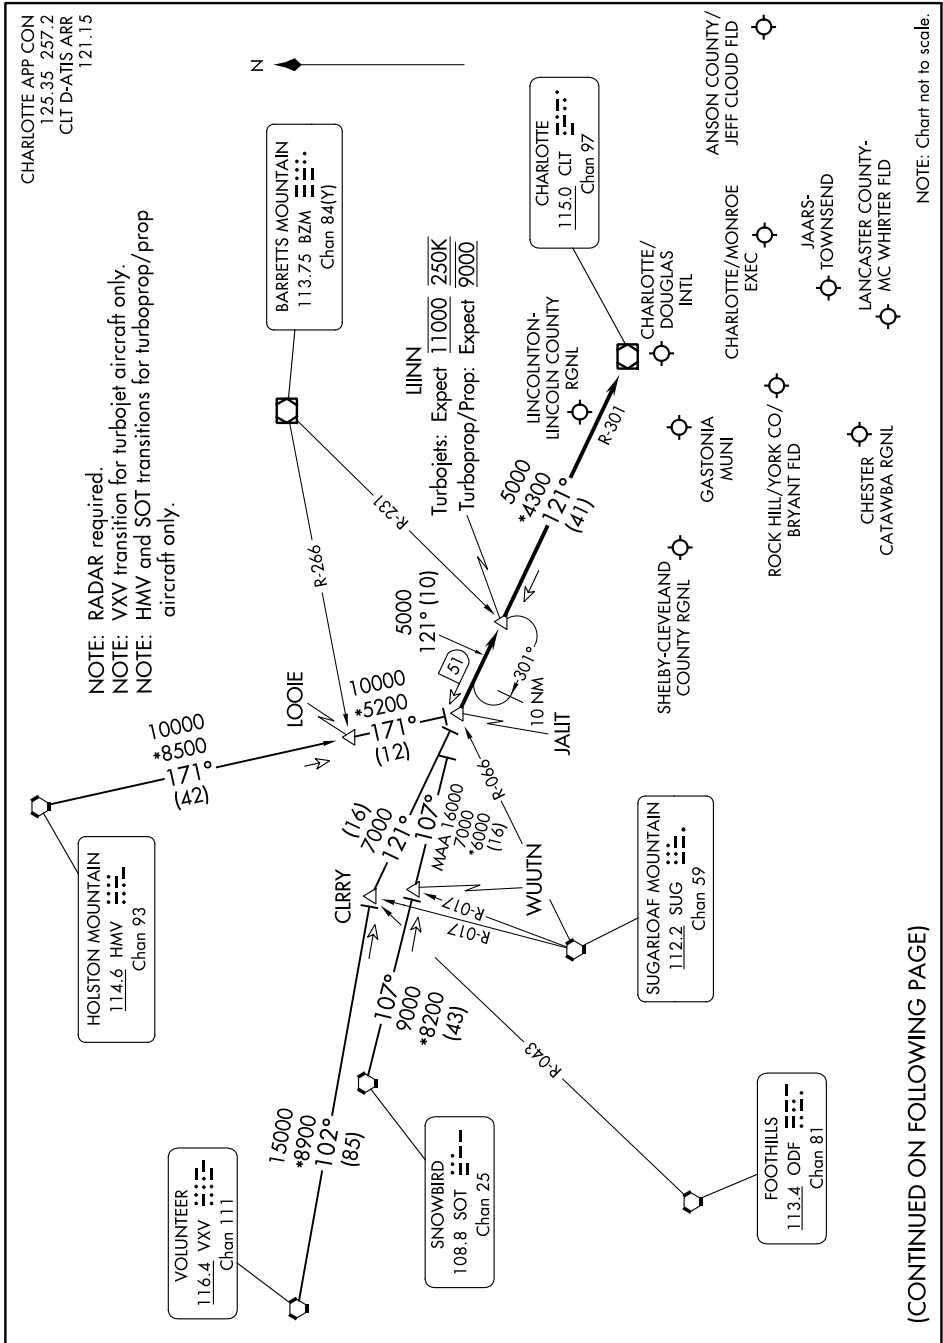 CHARLOTTE APP CON
125.35 257.2
CLT D-ATIS ARR
121.15
N
NOTE: RADAR required.
NOTE: VXV transition for turbojet aircraft only.
NOTE: HMV and SOT transitions for turboprop/prop
aircraft only.
HOLSTON MOUNTAIN
114.6 HMV
Chan 93
10000
*8500
171°
(42)
LOOIE
R-266
BARRETTS MOUNTAIN
113.75 BZM
Chan 84(Y)
R-231
10000
*5200
171°
(12)
VOLUNTEER
116.4 VXV
Chan 111
15000
*8900
102°
(85)
CLRRY
(16)
7000
121°
5000
121° (10)
51
LIINN
Turbojets: Expect 11000 250K
Turboprop/Prop: Expect 9000
SNOWBIRD
108.8 SOT
Chan 25
107°
9000
*8200
(43)
107°
MAA 16000
7000
*6000
(16)
WUUTN
R-017
R-017
R-066
JALIT
10 NM
301°
5000
*4300
121°
(41)
R-301
CHARLOTTE
115.0 CLT
Chan 97
R-043
FOOTHILLS
113.4 ODF
Chan 81
SUGARLOAF MOUNTAIN
112.2 SUG
Chan 59
LINCOLNTON-
LINCOLN COUNTY
RGNL
CHARLOTTE/
DOUGLAS
INTL
SHELBY-CLEVELAND
COUNTY RGNL
GASTONIA
MUNI
CHARLOTTE/MONROE
EXEC
ANSON COUNTY/
JEFF CLOUD FLD
ROCK HILL/YORK CO/
BRYANT FLD
JAARS-
TOWNSEND
CHESTER
CATAWBA RGNL
LANCASTER COUNTY-
MC WHIRTER FLD
NOTE: Chart not to scale.
(CONTINUED ON FOLLOWING PAGE)